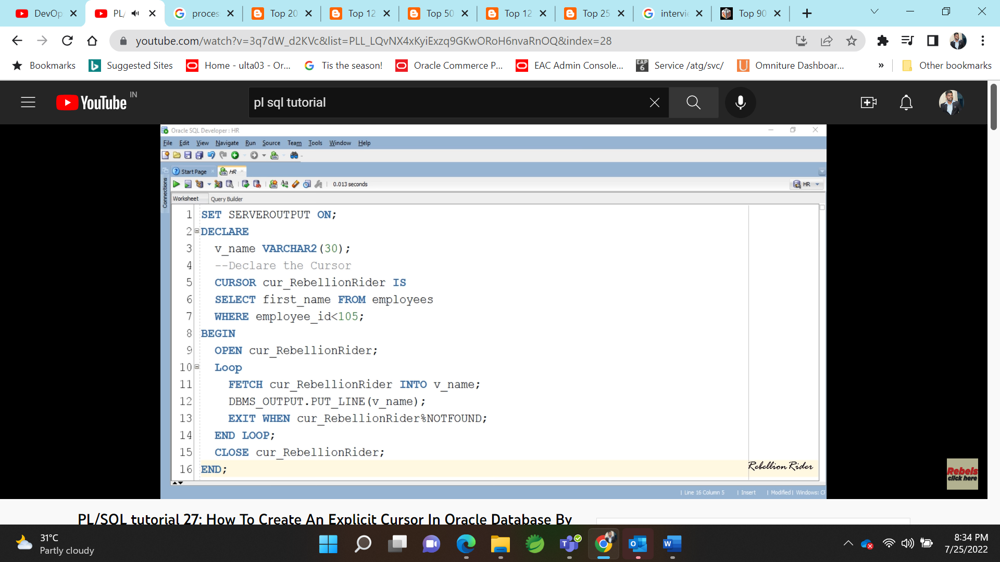 DevOp
PL/
proces
Top 20
Top 12
Top 50
Top 12
Top 25
intervie
Top 90
youtube.com/watch?v=3q7dW_d2KVc&list=PLL_LQvNX4xKyiExzq9GKwORoH6nvaRnOQ&index=28
Bookmarks
Suggested Sites
Home - ulta03 - Or...
Tis the season!
Oracle Commerce P...
EAC Admin Console...
EAP 6
Service /atg/svc/
Omniture Dashboar...
»
Other bookmarks
YouTube IN
pl sql tutorial
Oracle SQL Developer : HR
File Edit View Navigate Run Source Team Tools Window Help
Start Page
HR
0.013 seconds
HR
Connections
Worksheet Query Builder
1 SET SERVEROUTPUT ON;
2 DECLARE
3 v_name VARCHAR2(30);
4 --Declare the Cursor
5 CURSOR cur_RebellionRider IS
6 SELECT first_name FROM employees
7 WHERE employee_id<105;
8 BEGIN
9 OPEN cur_RebellionRider;
10 Loop
11 FETCH cur_RebellionRider INTO v_name;
12 DBMS_OUTPUT.PUT_LINE(v_name);
13 EXIT WHEN cur_RebellionRider%NOTFOUND;
14 END LOOP;
15 CLOSE cur_RebellionRider;
16 END;
Rebellion Rider
Rebels
click here
| Line 16 Column 5 | Insert | Modified | Windows: CR
PL/SQL tutorial 27: How To Create An Explicit Cursor In Oracle Database By
31°C
Partly cloudy
8:34 PM
7/25/2022